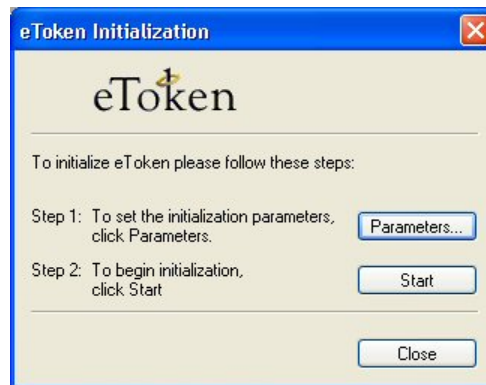 eToken Initialization
eToken
To initialize eToken please follow these steps:
Step 1: To set the initialization parameters,
click Parameters.
Parameters...
Step 2: To begin initialization,
click Start
Start
Close